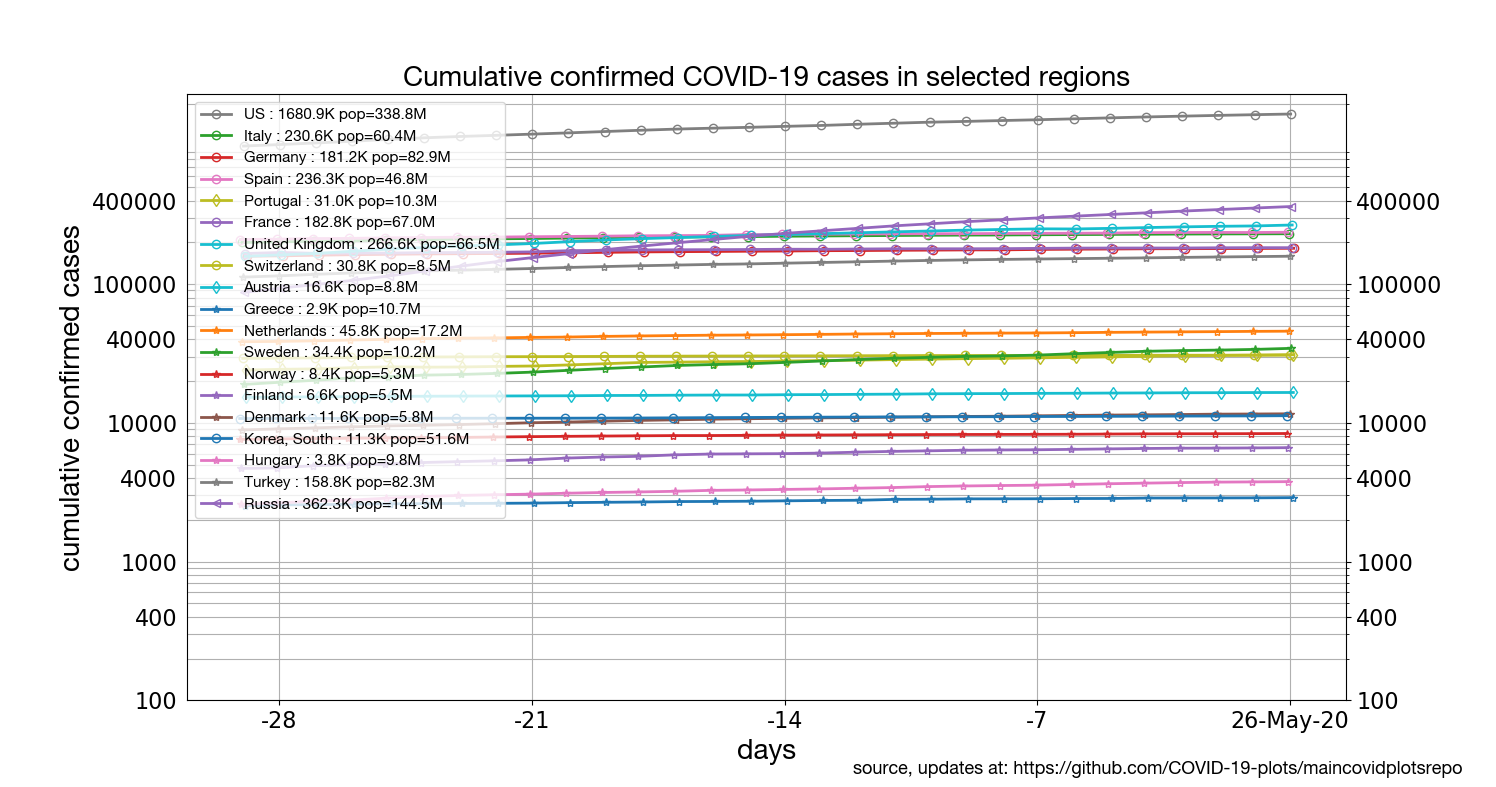 Cumulative confirmed COVID-19 cases in selected regions
US : 1680.9K pop=338.8M
Italy : 230.6K pop=60.4M
Germany : 181.2K pop=82.9M
Spain : 236.3K pop=46.8M
Portugal : 31.0K pop=10.3M
France : 182.8K pop=67.0M
United Kingdom : 266.6K pop=66.5M
Switzerland : 30.8K pop=8.5M
Austria : 16.6K pop=8.8M
Greece : 2.9K pop=10.7M
Netherlands : 45.8K pop=17.2M
Sweden : 34.4K pop=10.2M
Norway : 8.4K pop=5.3M
Finland : 6.6K pop=5.5M
Denmark : 11.6K pop=5.8M
Korea, South : 11.3K pop=51.6M
Hungary : 3.8K pop=9.8M
Turkey : 158.8K pop=82.3M
Russia : 362.3K pop=144.5M
cumulative confirmed cases
400000
100000
40000
10000
4000
1000
400
100
400000
100000
40000
10000
4000
1000
400
100
-28 -21 -14 -7 26-May-20
days
source, updates at: https://github.com/COVID-19-plots/maincovidplotsrepo